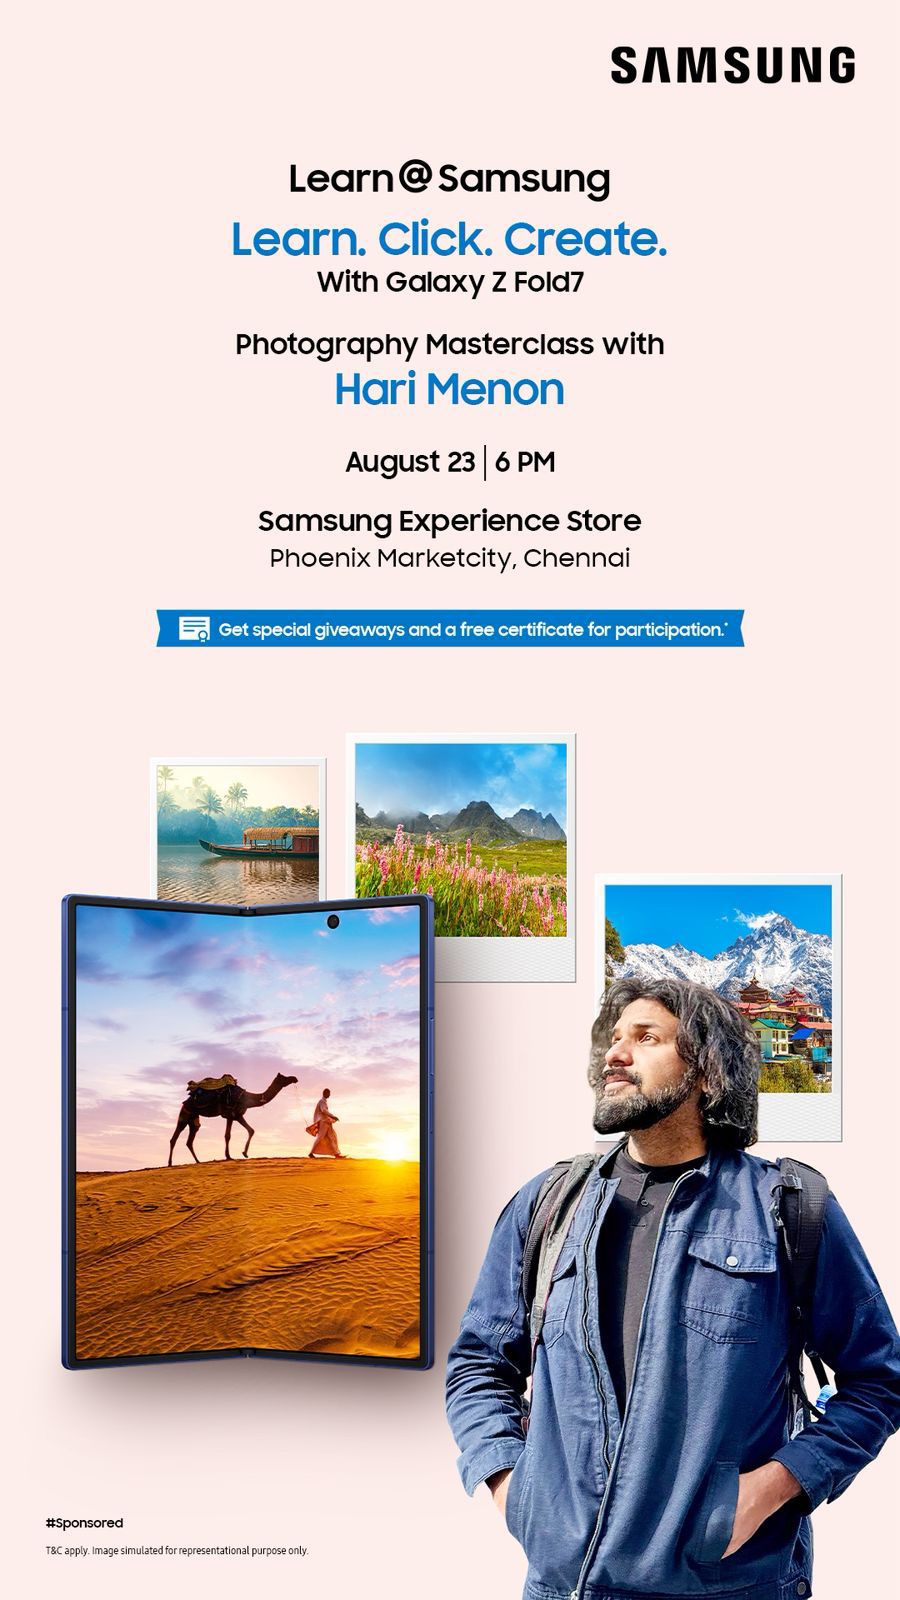 SAMSUNG
Learn@Samsung
Learn. Click. Create.
With Galaxy Z Fold7
Photography Masterclass with
Hari Menon
August 23 | 6 PM
Samsung Experience Store
Phoenix Marketcity, Chennai
Get special giveaways and a free certificate for participation.*
#Sponsored
T&C apply. Image simulated for representational purpose only.